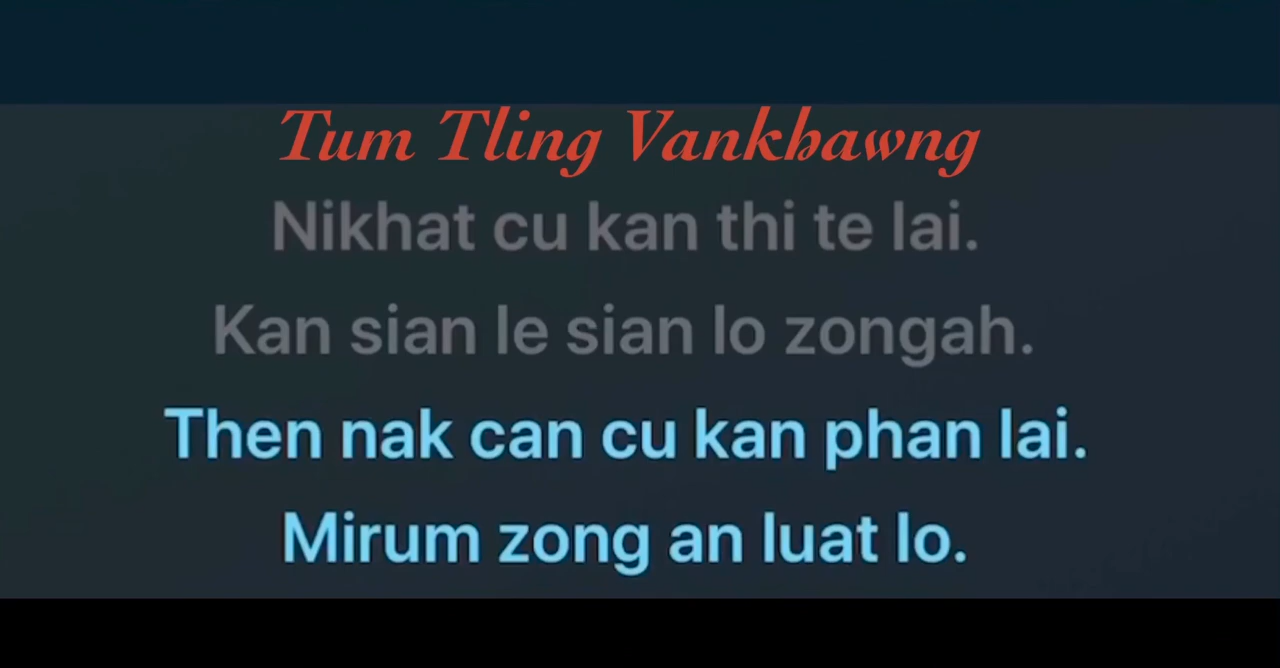 Tum Tling Vankhawng
Nikhat cu kan thi te lai.
Kan sian le sian lo zongah.
Then nak can cu kan phan lai.
Mirum zong an luat lo.